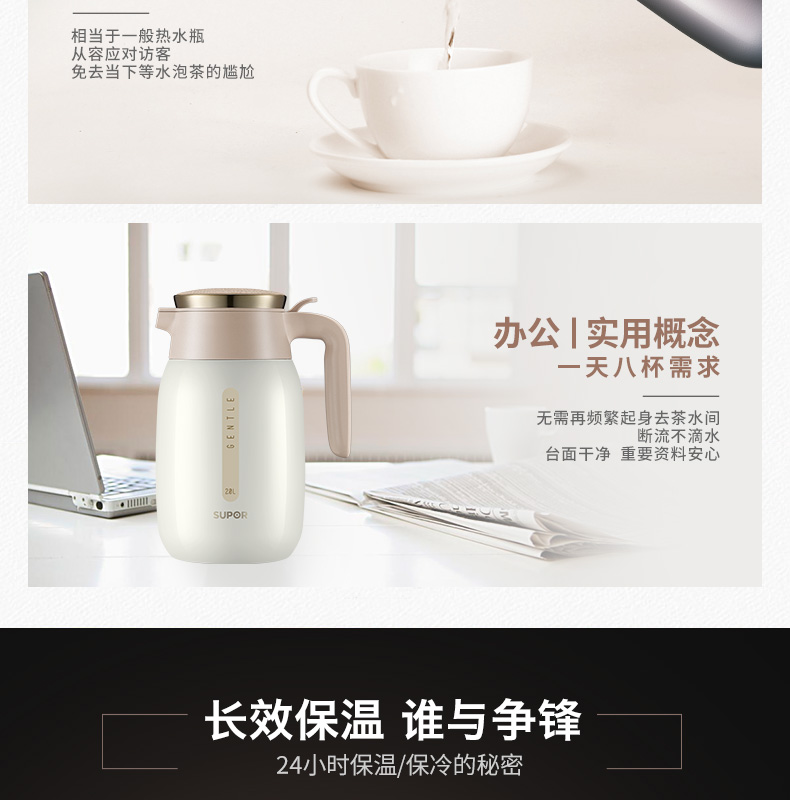 相当于一般热水瓶
从容应对访客
免去当下等水泡茶的尴尬
办公|实用概念
一天八杯需求
无需再频繁起身去茶水间
断流不滴水
台面干净 重要资料安心
GENTLE
2.0L
SUPOR
长效保温 谁与争锋
24小时保温/保冷的秘密